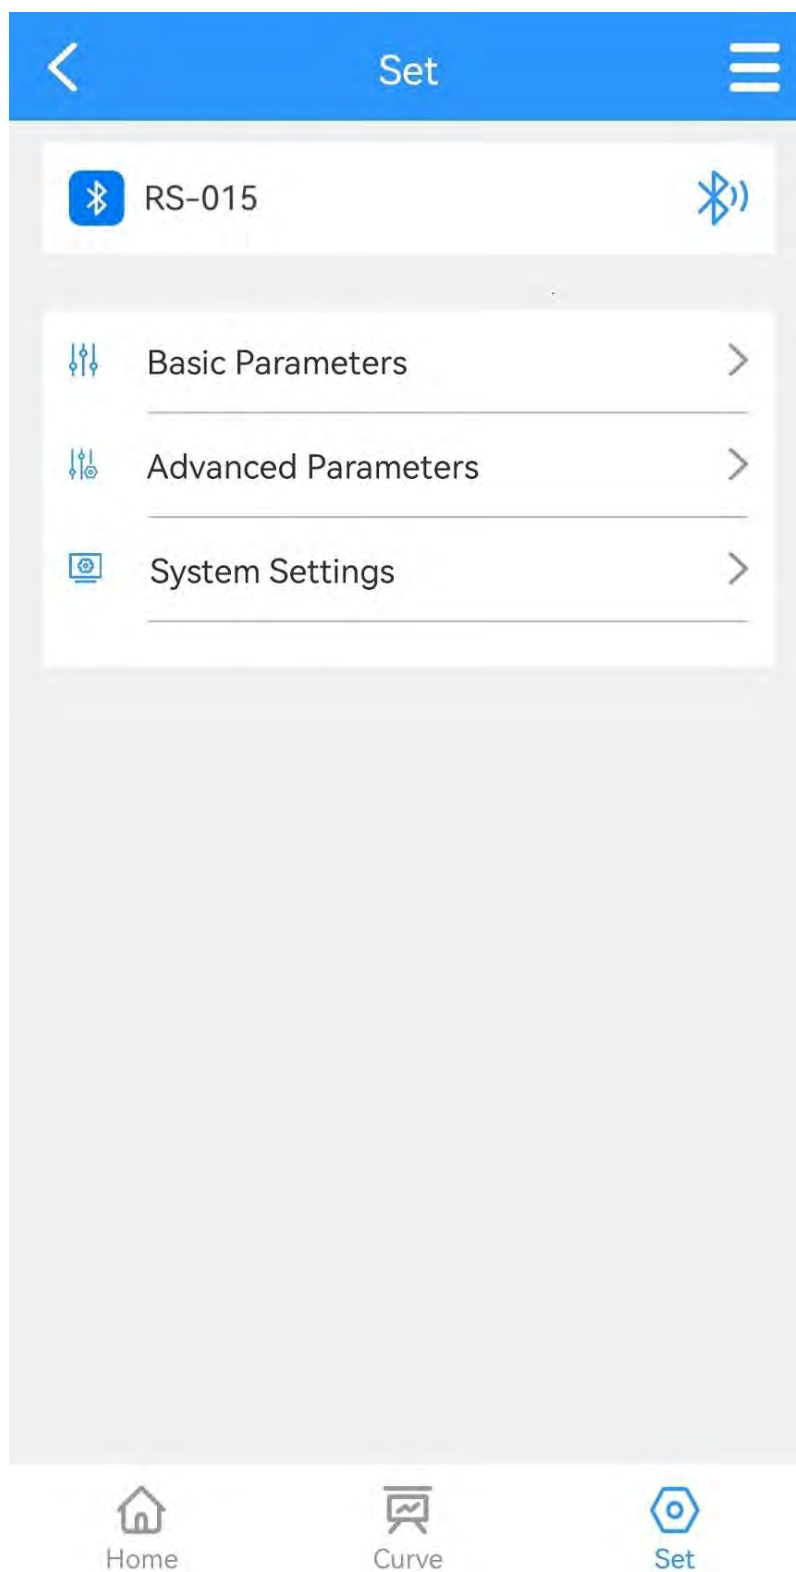 Set
RS-015
Basic Parameters
Advanced Parameters
System Settings
Home Curve Set